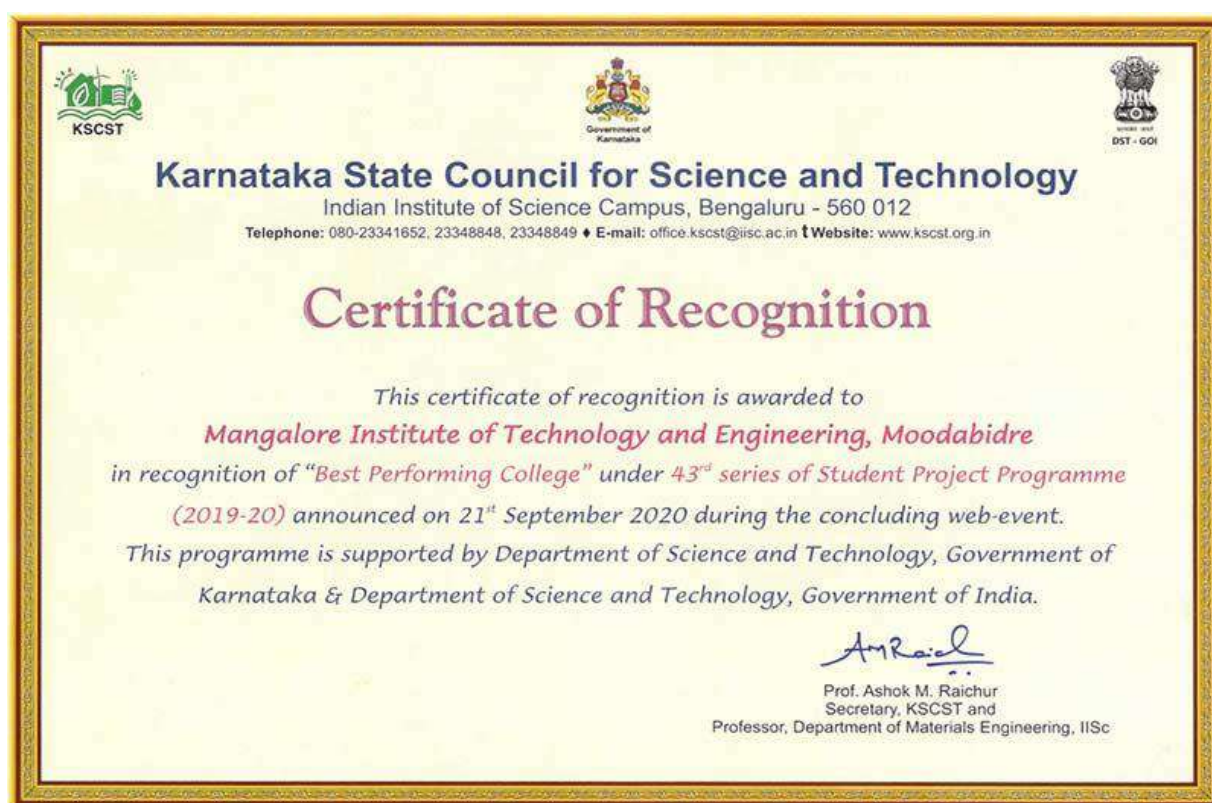 KSCST
Government of
Karnataka
DST - GOI
Karnataka State Council for Science and Technology
Indian Institute of Science Campus, Bengaluru - 560 012
Telephone: 080-23341652, 23348848, 23348849 ♦ E-mail: office.kscst@iisc.ac.in t Website: www.kscst.org.in
Certificate of Recognition
This certificate of recognition is awarded to
Mangalore Institute of Technology and Engineering, Moodabidre
in recognition of “Best Performing College” under 43rd series of Student Project Programme
(2019-20) announced on 21st September 2020 during the concluding web-event.
This programme is supported by Department of Science and Technology, Government of
Karnataka & Department of Science and Technology, Government of India.
Prof. Ashok M. Raichur
Secretary, KSCST and
Professor, Department of Materials Engineering, IISc